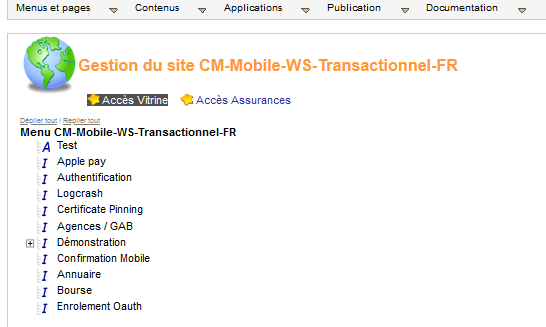 Menus et pages Contenus Applications Publication Documentation
Gestion du site CM-Mobile-WS-Transactionnel-FR
Accès Vitrine Accès Assurances
Déplier tout / Replier tout
Menu CM-Mobile-WS-Transactionnel-FR
A Test
I Apple pay
I Authentification
I Logcrash
I Certificate Pinning
I Agences / GAB
I Démonstration
I Confirmation Mobile
I Annuaire
I Bourse
I Enrolement Oauth